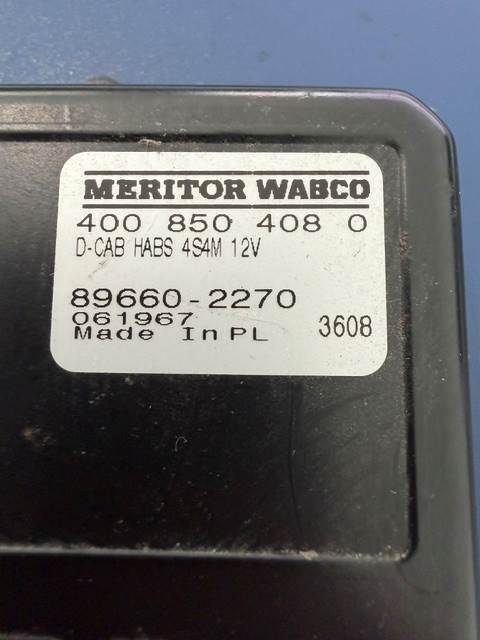 MERITOR WABCO
400 850 408 0
D-CAB HABS 4S4M 12V
89660-2270
061967
Made In PL 3608